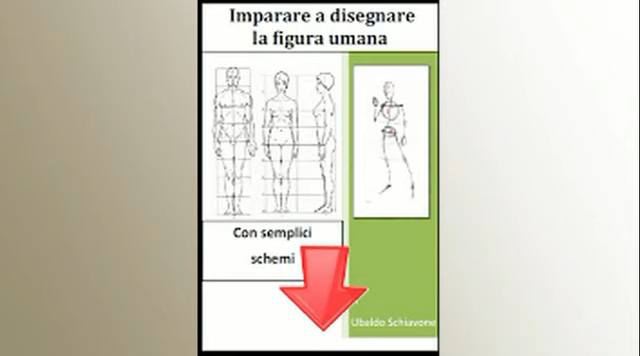 Imparare a disegnare
la figura umana
Con semplici
schemi
Ubaldo Schiavone